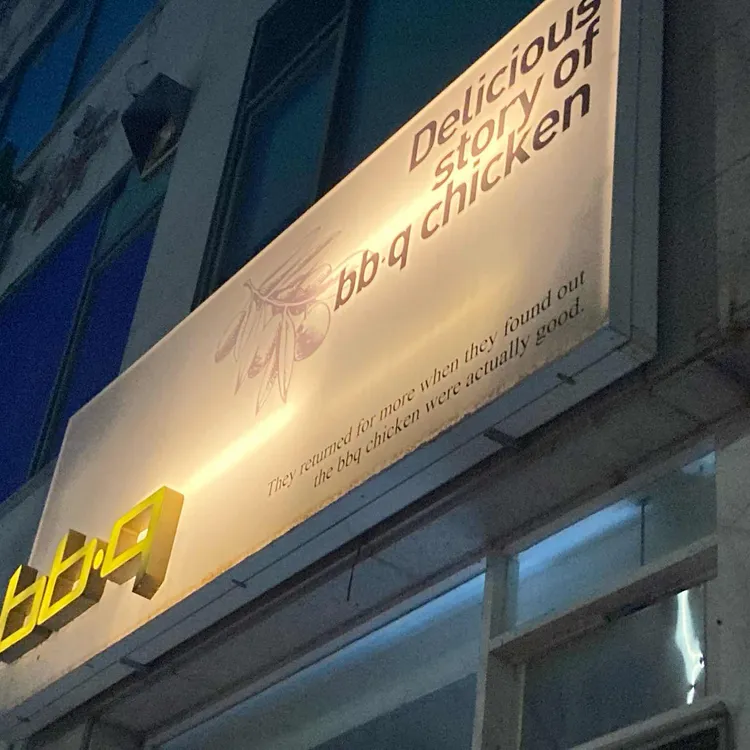 Delicious
story of
bb·q chicken
They returned for more when they found out
the bbq chicken were actually good.
bb·q